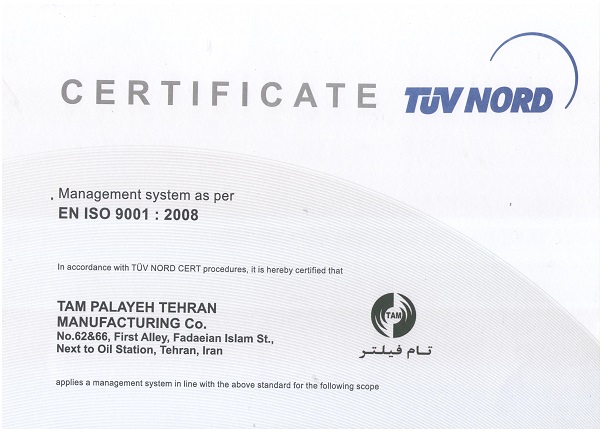 CERTIFICATE
TÜV NORD
Management system as per
EN ISO 9001 : 2008
In accordance with TÜV NORD CERT procedures, it is hereby certified that
TAM PALAYEH TEHRAN
MANUFACTURING Co.
No.62&66, First Alley, Fadaeian Islam St.,
Next to Oil Station, Tehran, Iran
TAM
تام فیلتر
applies a management system in line with the above standard for the following scope